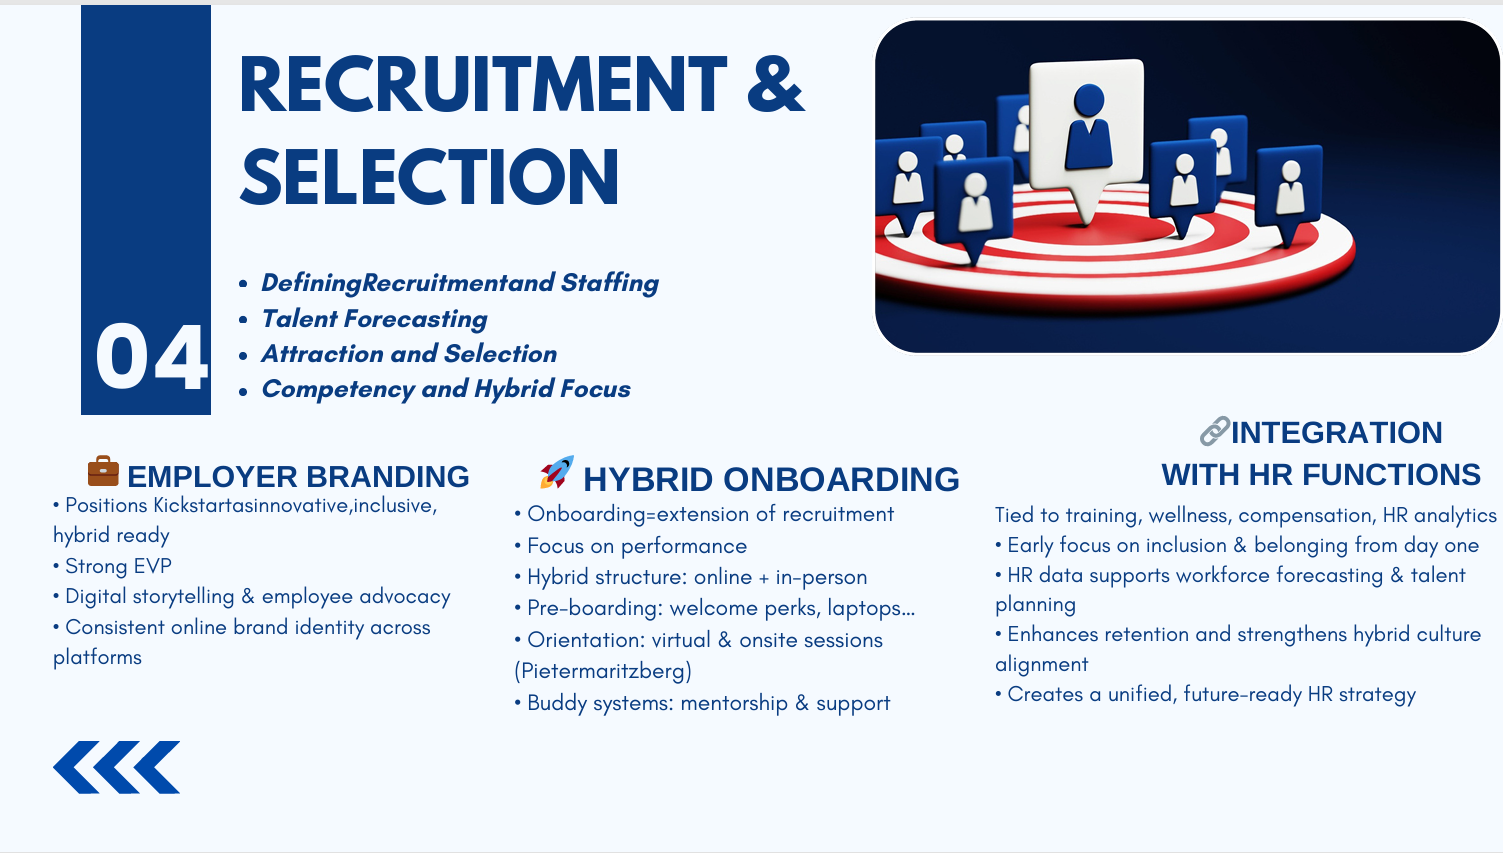 RECRUITMENT &
SELECTION
• DefiningRecruitmentand Staffing
• Talent Forecasting
• Attraction and Selection
• Competency and Hybrid Focus
04
EMPLOYER BRANDING
• Positions Kickstartasinnovative,inclusive,
hybrid ready
• Strong EVP
• Digital storytelling & employee advocacy
• Consistent online brand identity across
platforms
HYBRID ONBOARDING
• Onboarding=extension of recruitment
• Focus on performance
• Hybrid structure: online + in-person
• Pre-boarding: welcome perks, laptops...
• Orientation: virtual & onsite sessions
(Pietermaritzberg)
• Buddy systems: mentorship & support
INTEGRATION
WITH HR FUNCTIONS
Tied to training, wellness, compensation, HR analytics
• Early focus on inclusion & belonging from day one
• HR data supports workforce forecasting & talent
planning
• Enhances retention and strengthens hybrid culture
alignment
• Creates a unified, future-ready HR strategy